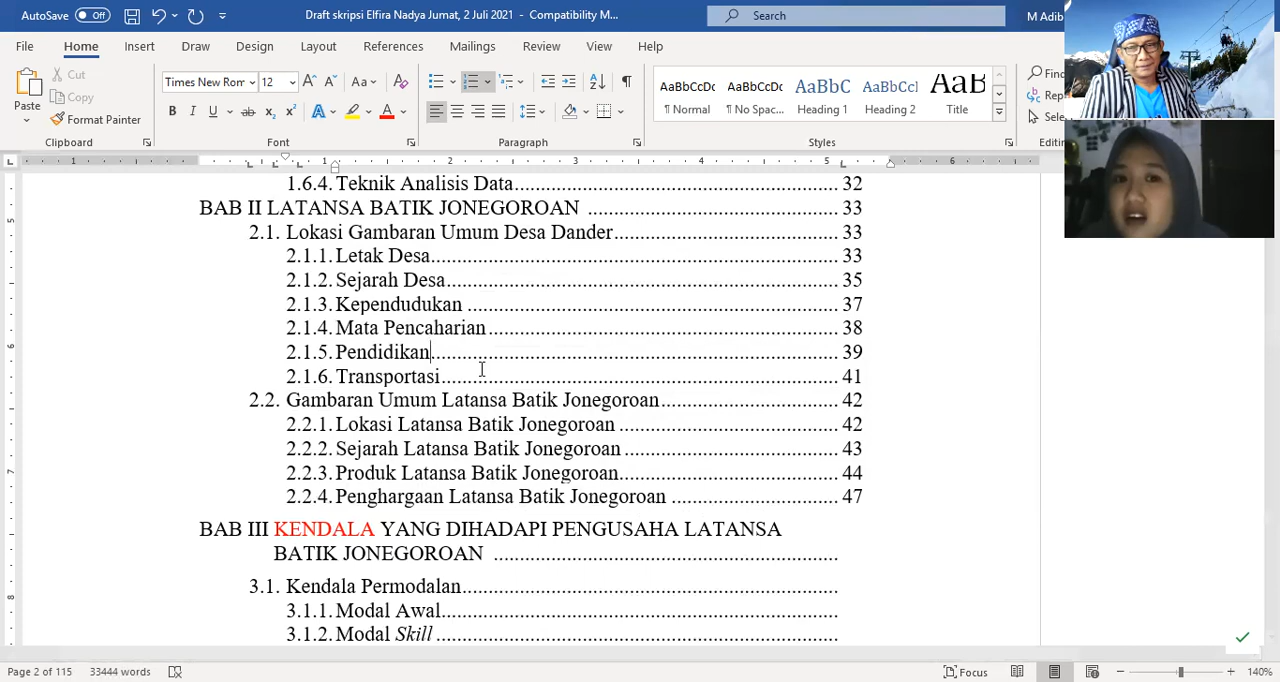 AutoSave Off Draft skripsi Elfira Nadya Jumat, 2 Juli 2021 - Compatibility M... Search M Adib
File Home Insert Draw Design Layout References Mailings Review View Help
Paste Cut Copy Format Painter
Times New Rom 12 Aa
B I U ab x₂ x² A A
AaBbCcDc AaBbCcDc AaBbC AaBbCcI AaB
¶ Normal ¶ No Spac... Heading 1 Heading 2 Title
Clipboard Font Paragraph Styles
1.6.4. Teknik Analisis Data 32
BAB II LATANSA BATIK JONEGOROAN 33
2.1. Lokasi Gambaran Umum Desa Dander 33
2.1.1. Letak Desa 33
2.1.2. Sejarah Desa 35
2.1.3. Kependudukan 37
2.1.4. Mata Pencaharian 38
2.1.5. Pendidikan 39
2.1.6. Transportasi 41
2.2. Gambaran Umum Latansa Batik Jonegoroan 42
2.2.1. Lokasi Latansa Batik Jonegoroan 42
2.2.2. Sejarah Latansa Batik Jonegoroan 43
2.2.3. Produk Latansa Batik Jonegoroan 44
2.2.4. Penghargaan Latansa Batik Jonegoroan 47
BAB III KENDALA YANG DIHADAPI PENGUSAHA LATANSA
BATIK JONEGOROAN
3.1. Kendala Permodalan
3.1.1. Modal Awal
3.1.2. Modal Skill
Page 2 of 115 33444 words Focus 140%